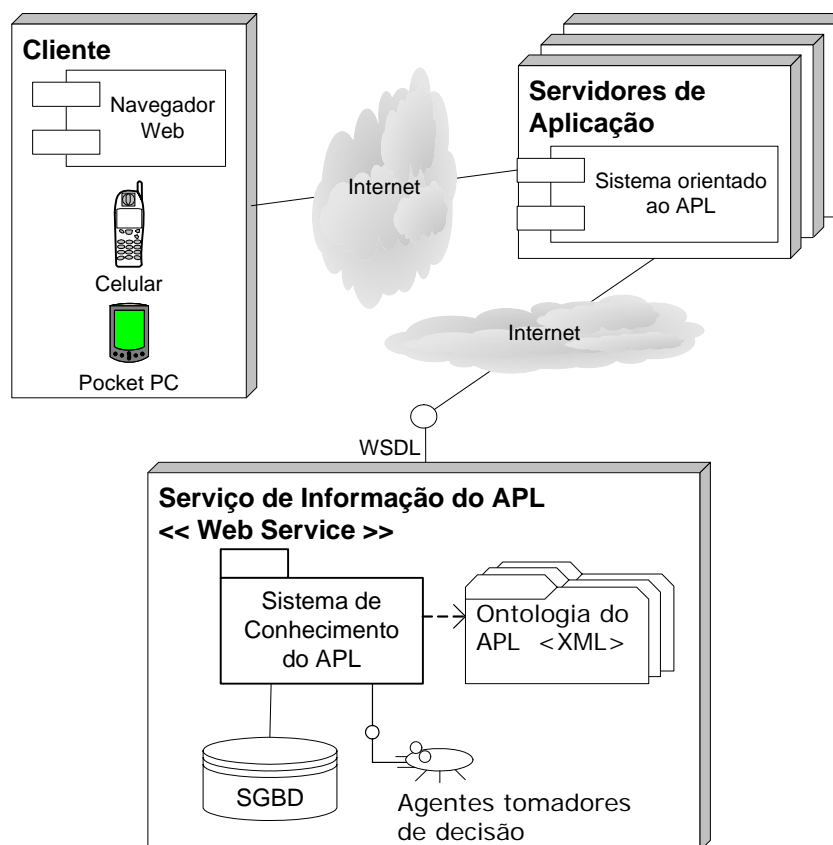 Cliente
Navegador
Web
Celular
Pocket PC
Internet
Servidores de
Aplicação
Sistema orientado
ao APL
Internet
WSDL
Serviço de Informação do APL
<< Web Service >>
Sistema de
Conhecimento
do APL
Ontologia do
APL <XML>
SGBD
Agentes tomadores
de decisão